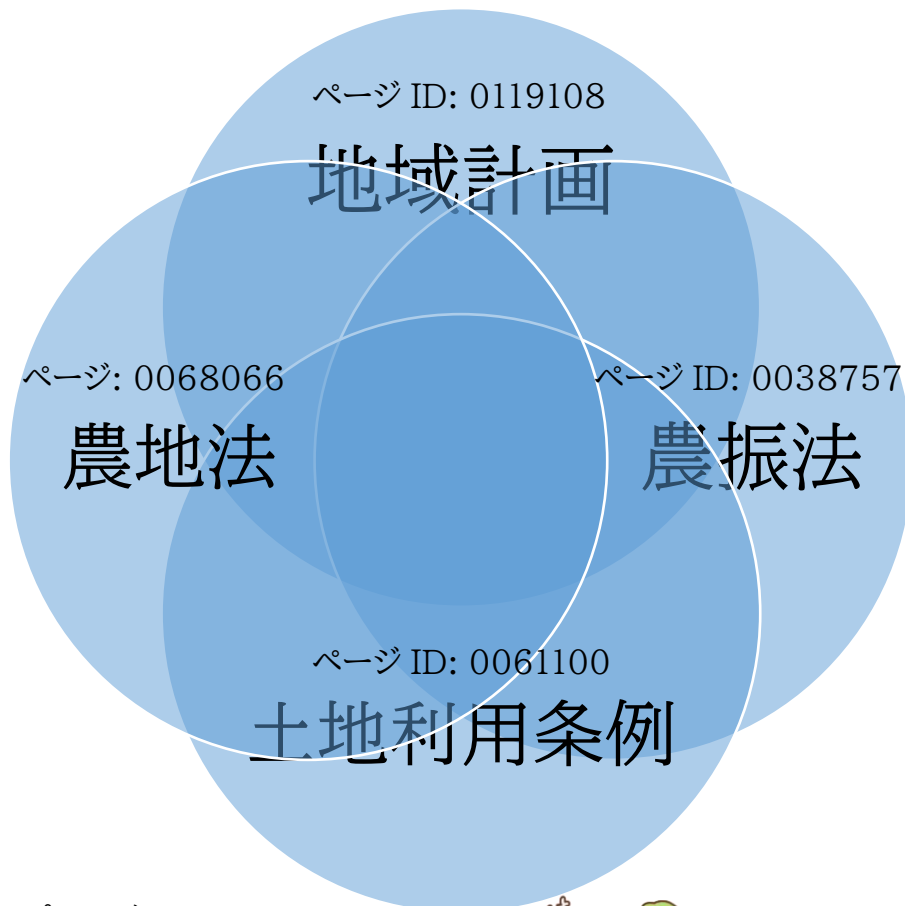 ページ ID: 0119108
地域計画
ページ: 0068066
農地法
ページ ID: 0038757
農振法
ページ ID: 0061100
土地利用条例